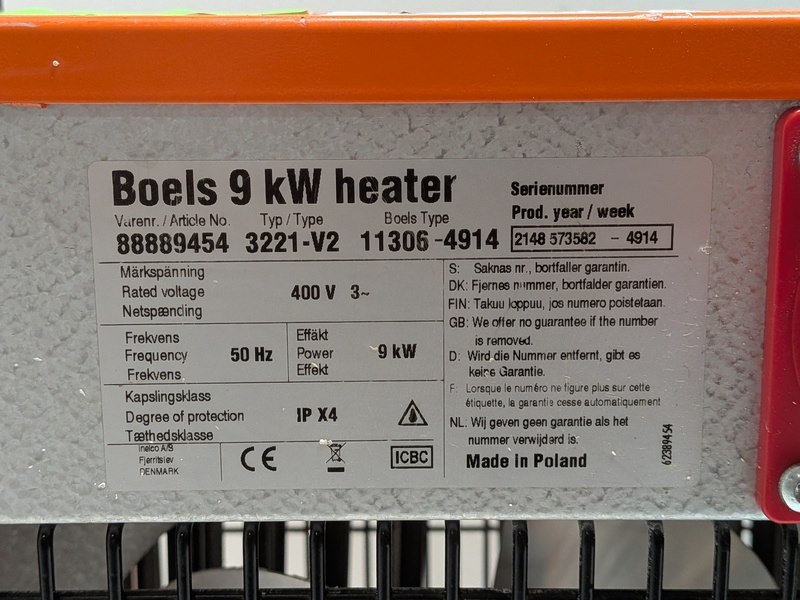 Boels 9 kW heater
Varenr. / Article No. Typ / Type Boels Type
88889454 3221-V2 11306-4914
Serienummer
Prod. year / week
2148 573582 - 4914
Märkspänning
Rated voltage 400 V 3~
Netspænding
Frekvens
Frequency 50 Hz
Frekvens
Effäkt
Power 9 kW
Effekt
Kapslingsklass
Degree of protection IP X4
Tæthedsklasse
Inelco A/S
Fjerritslev
DENMARK
CE
ICBC
S: Saknas nr., bortfaller garantin.
DK: Fjernes nummer, bortfalder garantien.
FIN: Takuu loppuu, jos numero poistetaan.
GB: We offer no guarantee if the number
is removed.
D: Wird die Nummer entfernt, gibt es
keine Garantie.
F: Lorsque le numéro ne figure plus sur cette
étiquette, la garantie cesse automatiquement
NL: Wij geven geen garantie als het
nummer verwijderd is.
Made in Poland
62389454